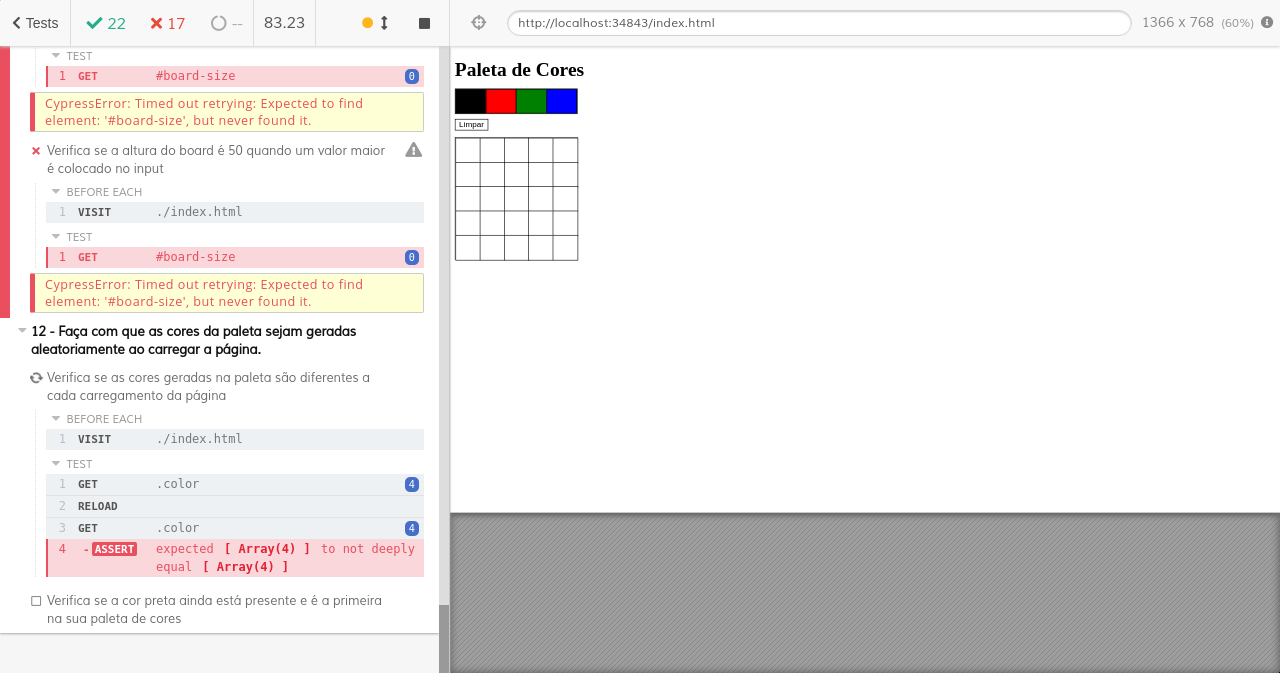 Tests
22
17
--
83.23
http://localhost:34843/index.html
1366 x 768 (60%)
TEST
1 GET #board-size 0
CypressError: Timed out retrying: Expected to find
element: '#board-size', but never found it.
Verifica se a altura do board é 50 quando um valor maior
é colocado no input
BEFORE EACH
1 VISIT ./index.html
TEST
1 GET #board-size 0
CypressError: Timed out retrying: Expected to find
element: '#board-size', but never found it.
12 - Faça com que as cores da paleta sejam geradas
aleatoriamente ao carregar a página.
Verifica se as cores geradas na paleta são diferentes a
cada carregamento da página
BEFORE EACH
1 VISIT ./index.html
TEST
1 GET .color 4
2 RELOAD
3 GET .color 4
4 -ASSERT expected [ Array(4) ] to not deeply
equal [ Array(4) ]
Verifica se a cor preta ainda está presente e é a primeira
na sua paleta de cores
Paleta de Cores
Limpar